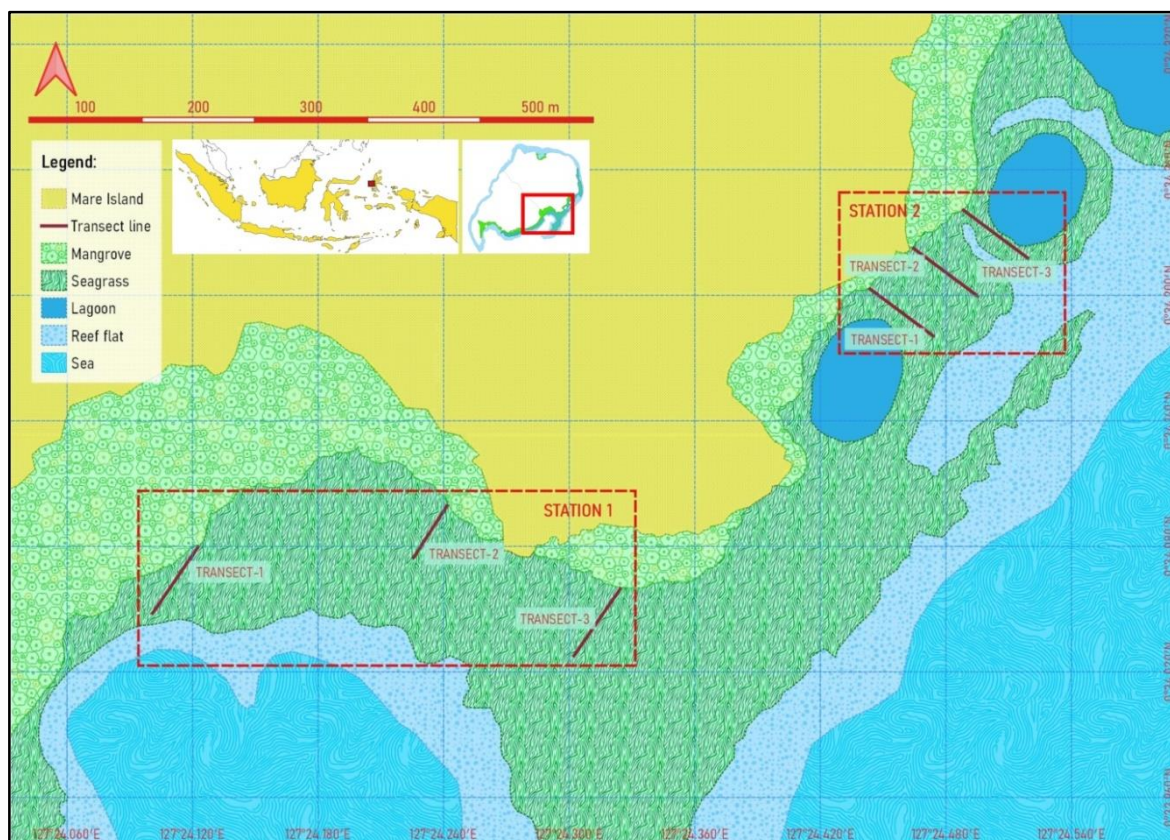 100 200 300 400 500 m
Legend:
Mare Island
Transect line
Mangrove
Seagrass
Lagoon
Reef flat
Sea
STATION 2
TRANSECT-2
TRANSECT-3
TRANSECT-1
STATION 1
TRANSECT-2
TRANSECT-1
TRANSECT-3
127°24.060'E 127°24.120'E 127°24.180'E 127°24.240'E 127°24.300'E 127°24.360'E 127°24.420'E 127°24.480'E 127°24.540'E